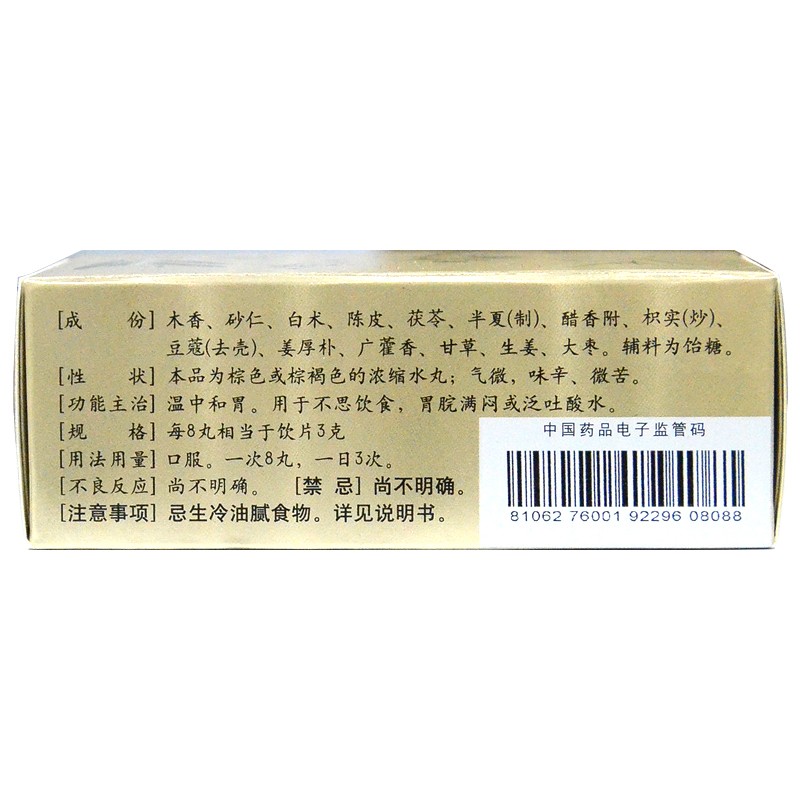 [成　份] 木香、砂仁、白术、陈皮、茯苓、半夏(制)、醋香附、枳实(炒)、
豆蔻(去壳)、姜厚朴、广藿香、甘草、生姜、大枣。辅料为饴糖。
[性　状] 本品为棕色或棕褐色的浓缩水丸；气微，味辛、微苦。
[功能主治] 温中和胃。用于不思饮食，胃脘满闷或泛吐酸水。
[规　格] 每8丸相当于饮片3克
[用法用量] 口服。一次8丸，一日3次。
[不良反应] 尚不明确。 [禁 忌] 尚不明确。
[注意事项] 忌生冷油腻食物。详见说明书。
中国药品电子监管码
81062 76001 92296 08088